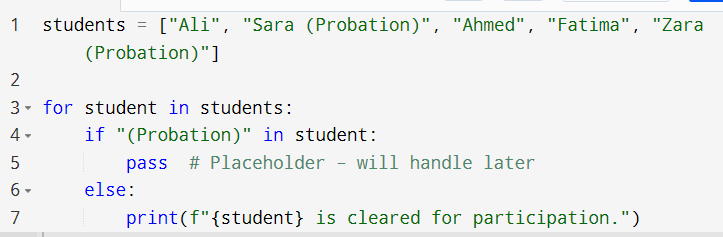 1 students = ["Ali", "Sara (Probation)", "Ahmed", "Fatima", "Zara
(Probation)"]
2
3 for student in students:
4 if "(Probation)" in student:
5 pass # Placeholder – will handle later
6 else:
7 print(f"{student} is cleared for participation.")